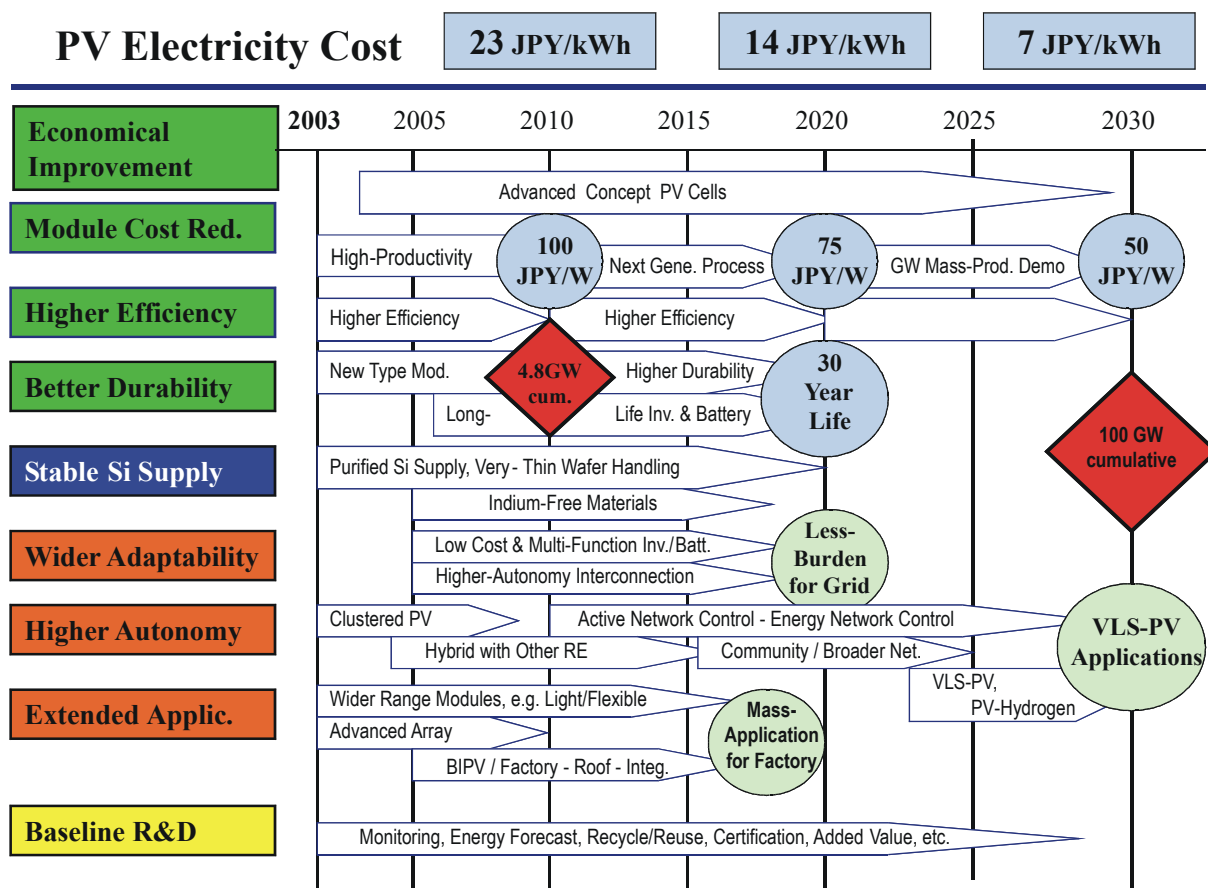 PV Electricity Cost
23 JPY/kWh
14 JPY/kWh
7 JPY/kWh
Economical
Improvement
2003
2005
2010
2015
2020
2025
2030
Advanced Concept PV Cells
Module Cost Red.
High-Productivity
100
JPY/W
Next Gene. Process
75
JPY/W
GW Mass-Prod. Demo
50
JPY/W
Higher Efficiency
Higher Efficiency
Higher Efficiency
Better Durability
New Type Mod.
4.8GW
cum.
Higher Durability
Long-
Life Inv. & Battery
30
Year
Life
100 GW
cumulative
Stable Si Supply
Purified Si Supply, Very - Thin Wafer Handling
Indium-Free Materials
Wider Adaptability
Low Cost & Multi-Function Inv./Batt.
Higher-Autonomy Interconnection
Less-
Burden
for Grid
Higher Autonomy
Clustered PV
Active Network Control - Energy Network Control
Hybrid with Other RE
Community / Broader Net.
VLS-PV
Applications
VLS-PV,
PV-Hydrogen
Extended Applic.
Wider Range Modules, e.g. Light/Flexible
Advanced Array
BIPV / Factory - Roof - Integ.
Mass-
Application
for Factory
Baseline R&D
Monitoring, Energy Forecast, Recycle/Reuse, Certification, Added Value, etc.